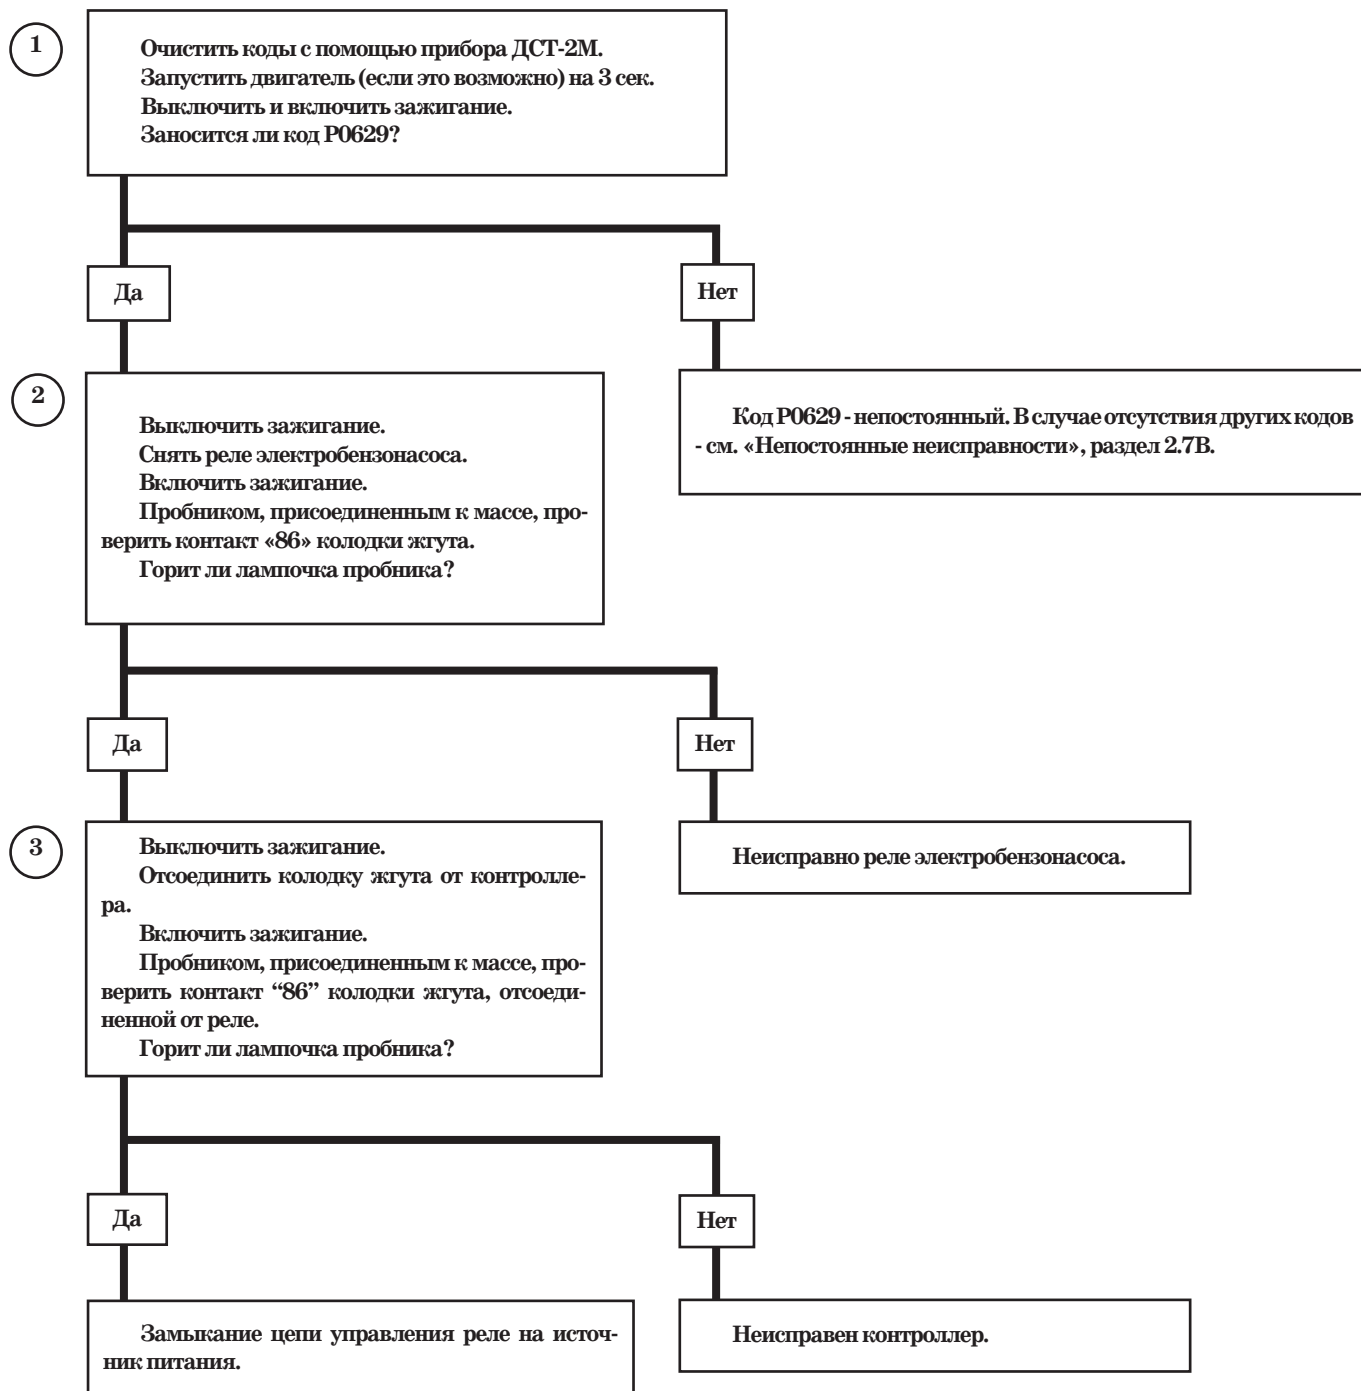 1
Очистить коды с помощью прибора ДСТ-2М.
Запустить двигатель (если это возможно) на 3 сек.
Выключить и включить зажигание.
Заносится ли код Р0629?
Да
Нет
2
Выключить зажигание.
Снять реле электробензонасоса.
Включить зажигание.
Пробником, присоединенным к массе, про-
верить контакт «86» колодки жгута.
Горит ли лампочка пробника?
Код Р0629 - непостоянный. В случае отсутствия других кодов
- см. «Непостоянные неисправности», раздел 2.7В.
Да
Нет
3
Выключить зажигание.
Отсоединить колодку жгута от контролле-
ра.
Включить зажигание.
Пробником, присоединенным к массе, про-
верить контакт “86” колодки жгута, отсоеди-
ненной от реле.
Горит ли лампочка пробника?
Неисправно реле электробензонасоса.
Да
Нет
Замыкание цепи управления реле на источ-
ник питания.
Неисправен контроллер.